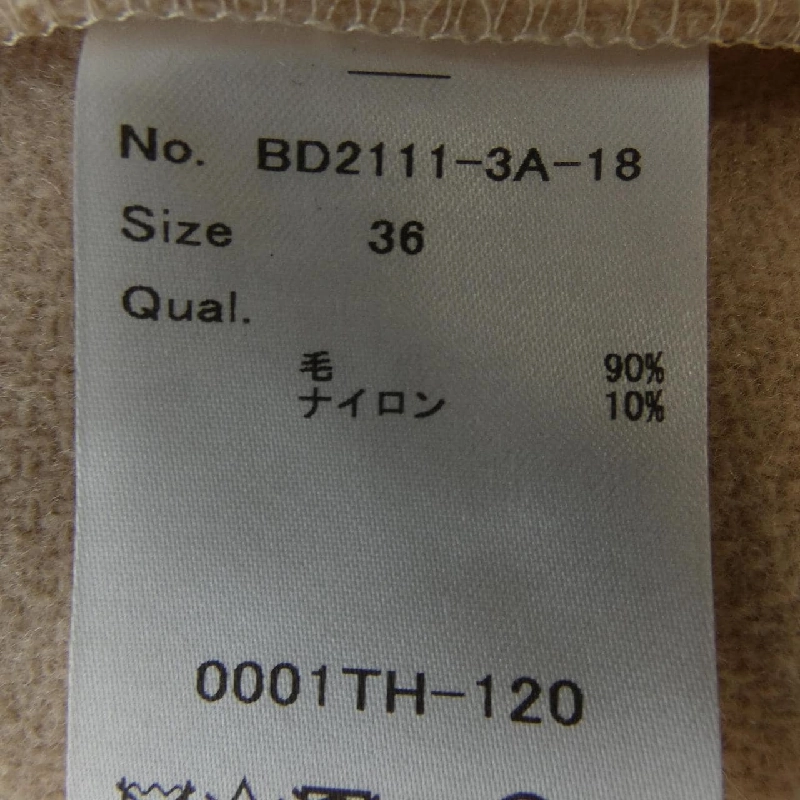 No. BD2111-3A-18
Size 36
Qual.
毛 90%
ナイロン 10%
0001TH-120